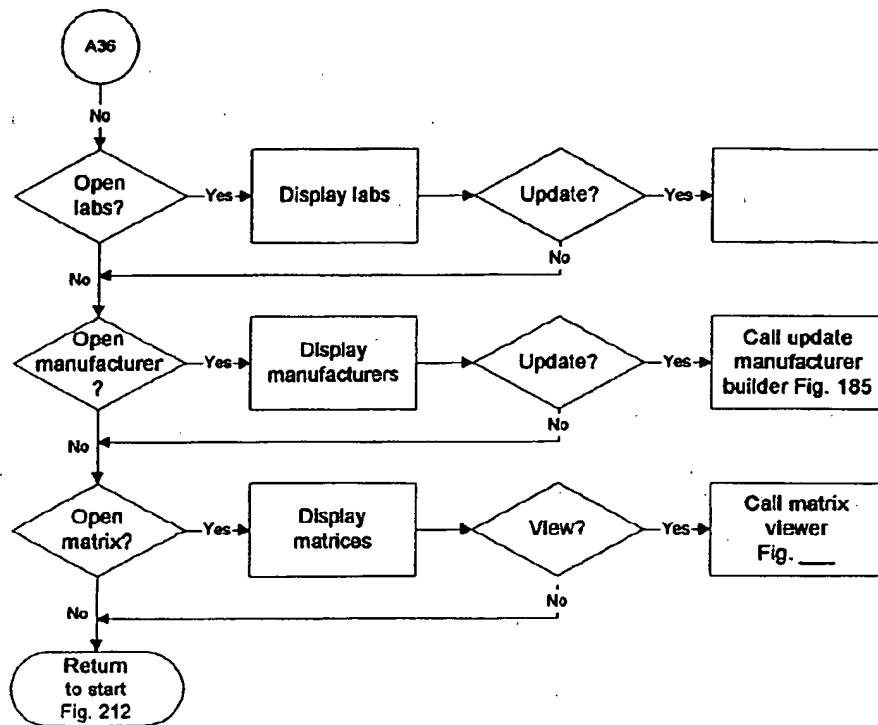 A36
No
Open
labs?
Yes
Display labs
Update?
Yes
No
No
Open
manufacturer
?
Yes
Display
manufacturers
Update?
Yes
Call update
manufacturer
builder Fig. 185
No
No
Open
matrix?
Yes
Display
matrices
View?
Yes
Call matrix
viewer
Fig. ___
No
No
Return
to start
Fig. 212